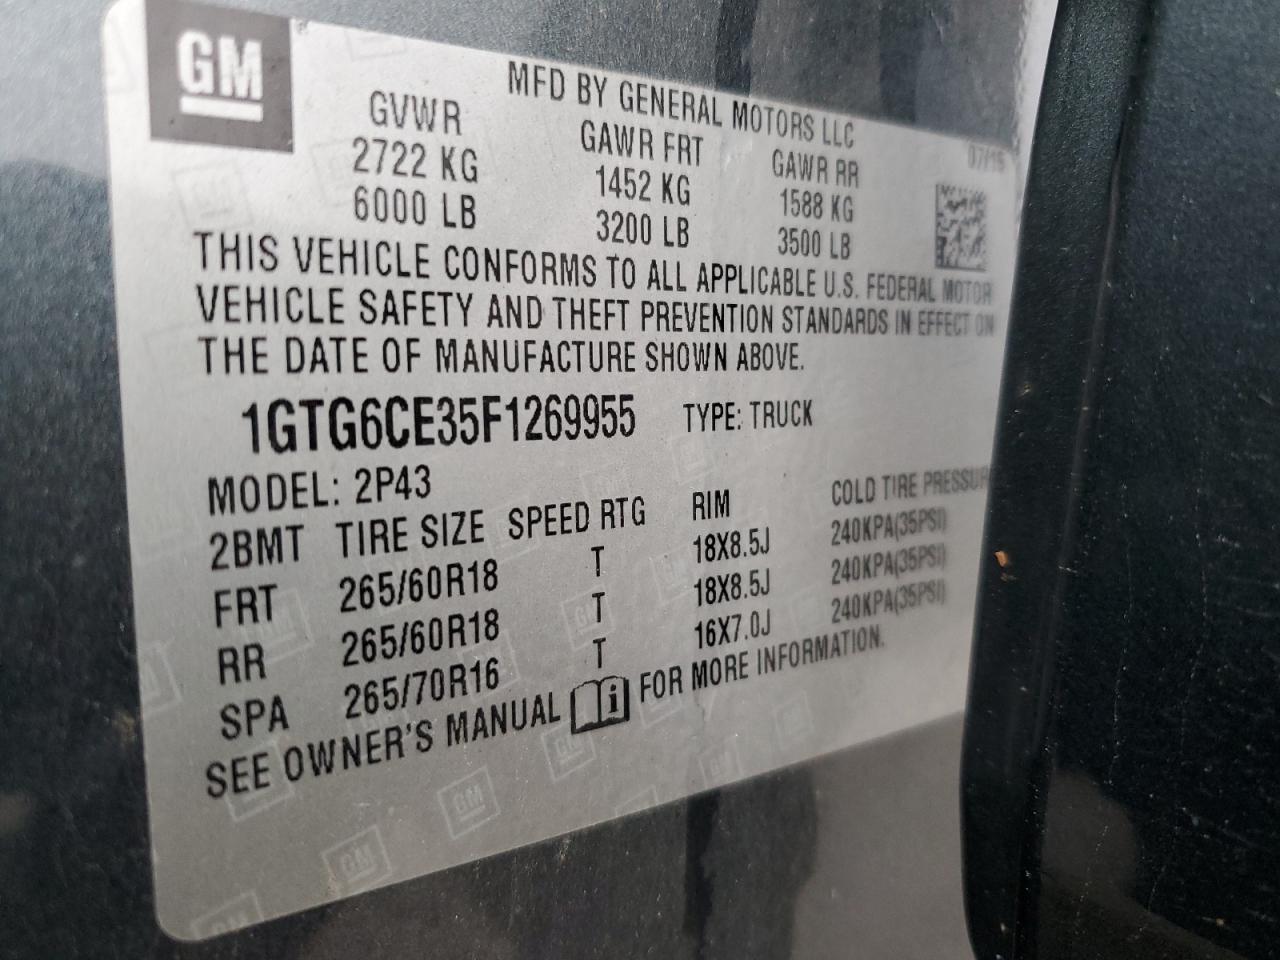 GM
MFD BY GENERAL MOTORS LLC
07/15
GVWR GAWR FRT GAWR RR
2722 KG 1452 KG 1588 KG
6000 LB 3200 LB 3500 LB
THIS VEHICLE CONFORMS TO ALL APPLICABLE U.S. FEDERAL MOTOR
VEHICLE SAFETY AND THEFT PREVENTION STANDARDS IN EFFECT ON
THE DATE OF MANUFACTURE SHOWN ABOVE.
1GTG6CE35F1269955 TYPE: TRUCK
MODEL: 2P43
2BMT TIRE SIZE SPEED RTG RIM COLD TIRE PRESSUR
FRT 265/60R18 T 18X8.5J 240KPA(35PSI)
RR 265/60R18 T 18X8.5J 240KPA(35PSI)
SPA 265/70R16 T 16X7.0J 240KPA(35PSI)
SEE OWNER'S MANUAL FOR MORE INFORMATION.